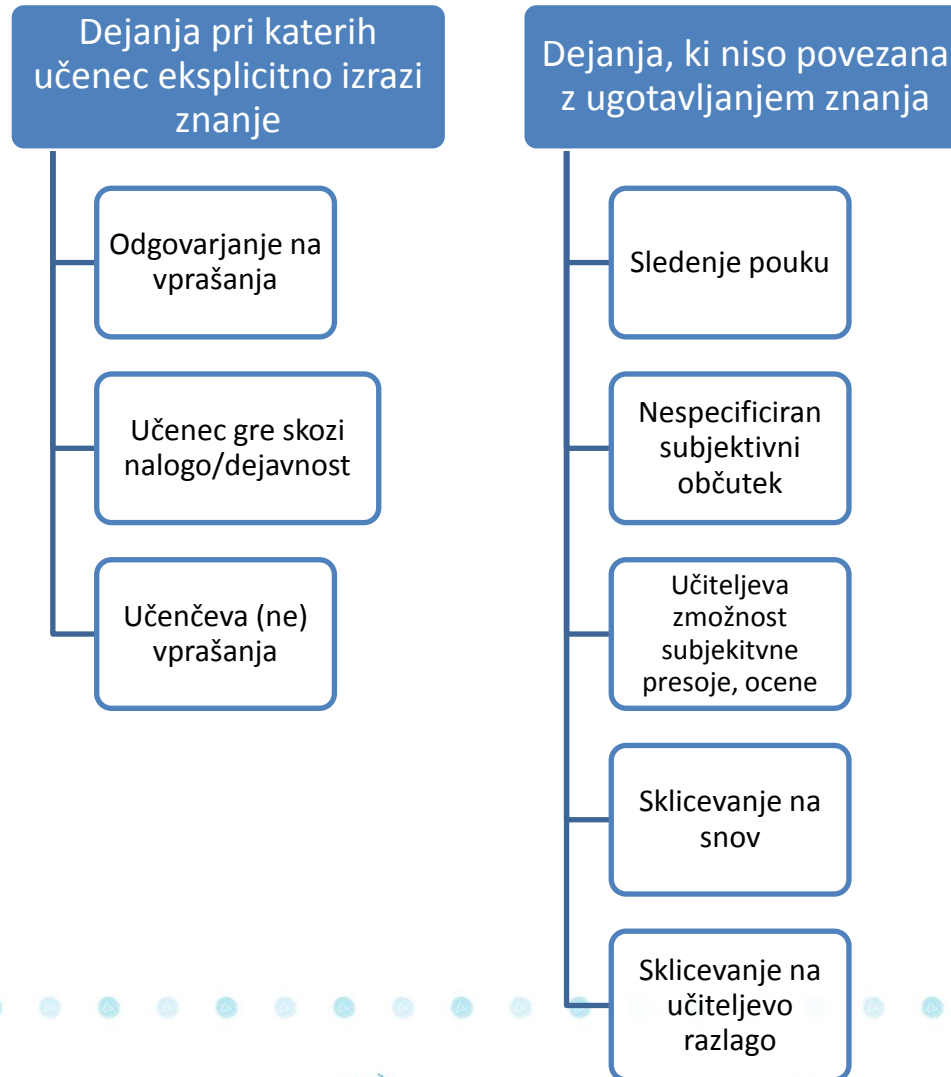 Dejanja pri katerih
učenec eksplicitno izrazi
znanje
Odgovarjanje na
vprašanja
Učenec gre skozi
nalogo/dejavnost
Učenčeva (ne)
vprašanja
Dejanja, ki niso povezana
z ugotavljanjem znanja
Sledenje pouku
Nespecificiran
subjektivni
občutek
Učiteljeva
zmožnost
subjekitvne
presoje, ocene
Sklicevanje na
snov
Sklicevanje na
učiteljevo
razlago